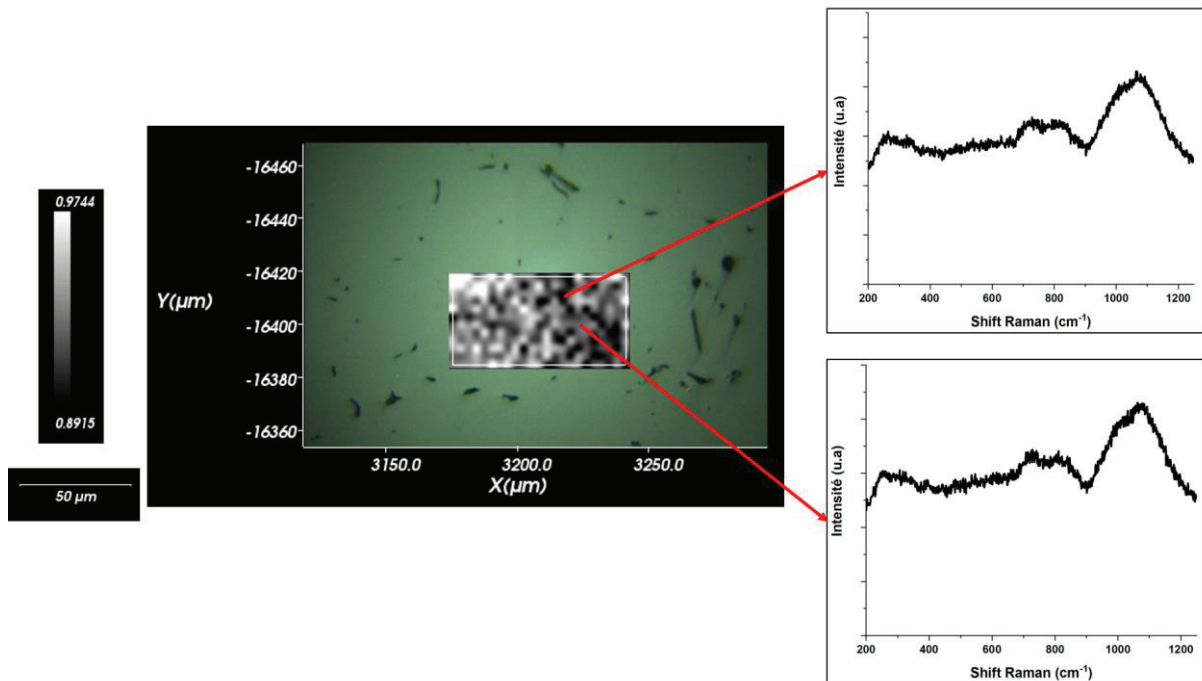 0.9744
0.8915
50 µm
-16460
-16440
-16420
-16400
-16380
-16360
Y(µm)
3150.0 3200.0 3250.0
X(µm)
Intensité (u.a)
200 400 600 800 1000 1200
Shift Raman (cm⁻¹)
Intensité (u.a)
200 400 600 800 1000 1200
Shift Raman (cm⁻¹)